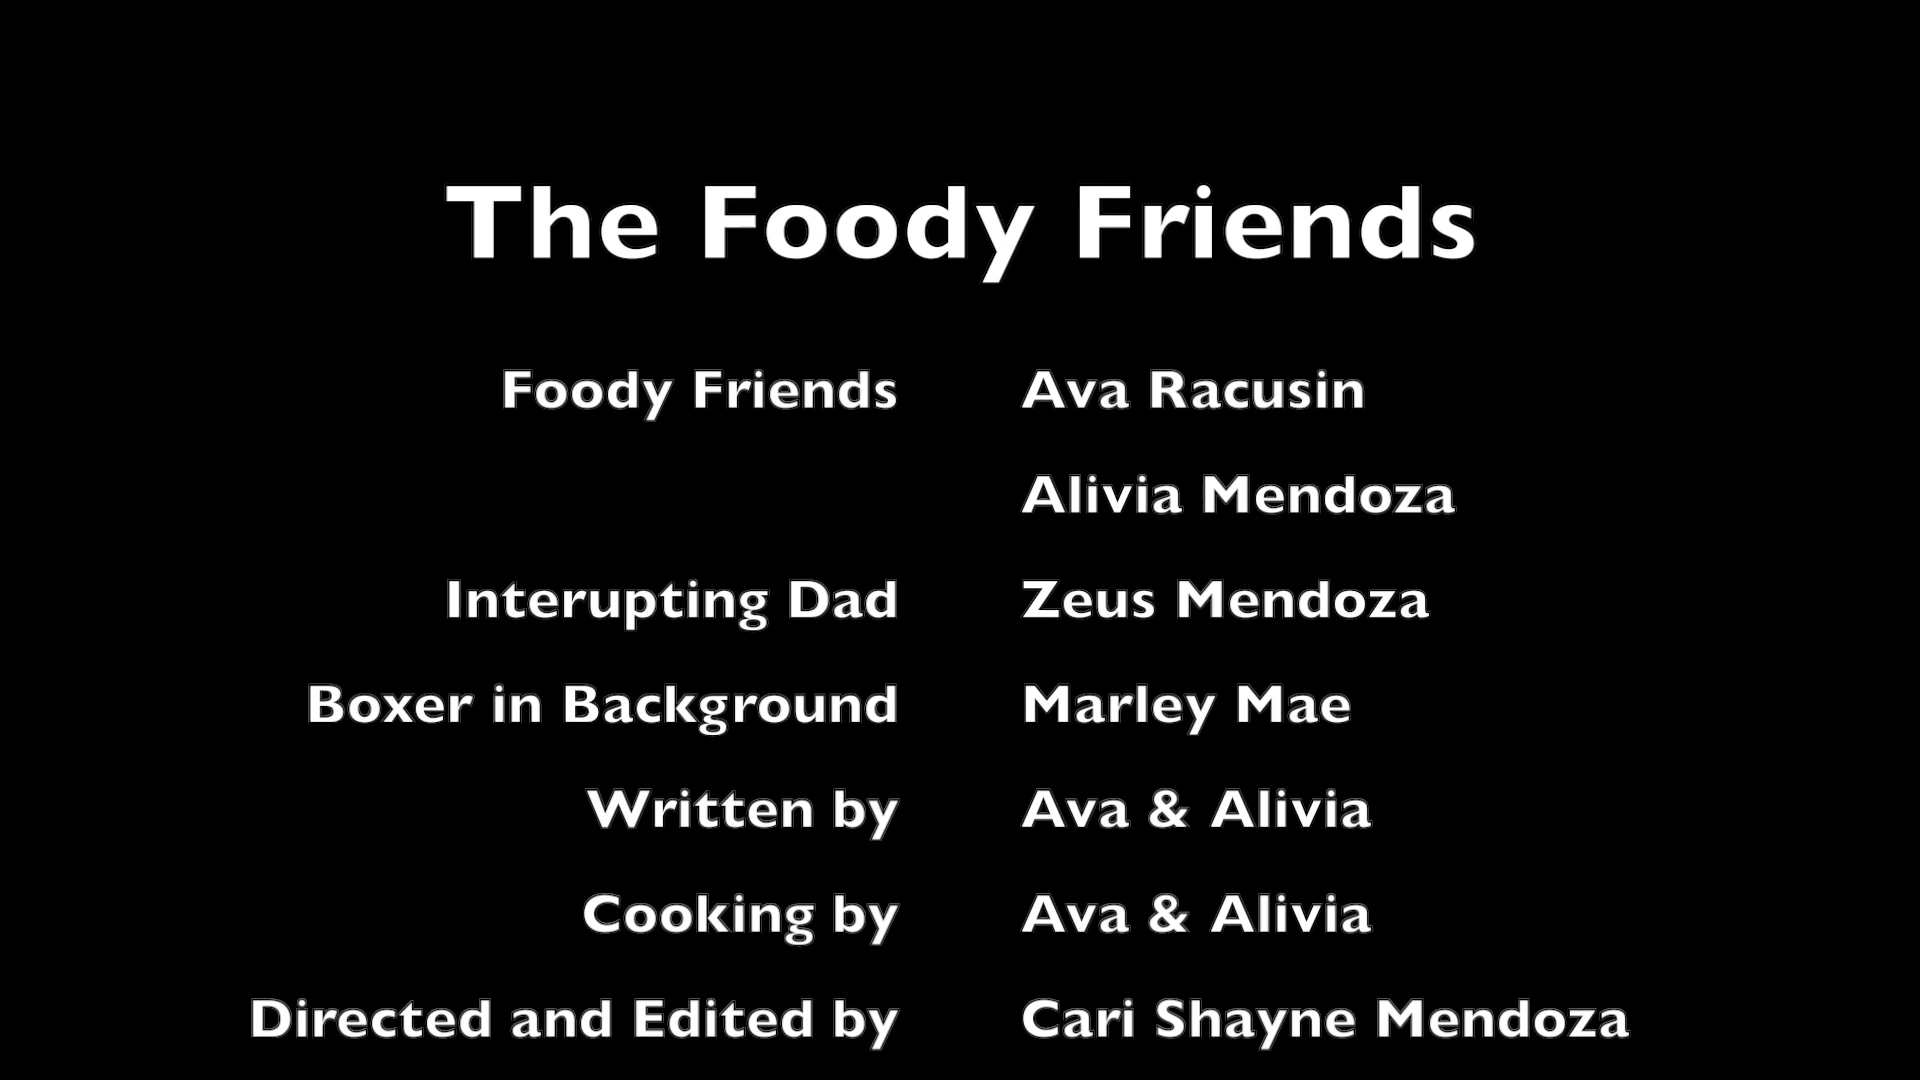 The Foody Friends
Foody Friends Ava Racusin
Alivia Mendoza
Interupting Dad Zeus Mendoza
Boxer in Background Marley Mae
Written by Ava & Alivia
Cooking by Ava & Alivia
Directed and Edited by Cari Shayne Mendoza